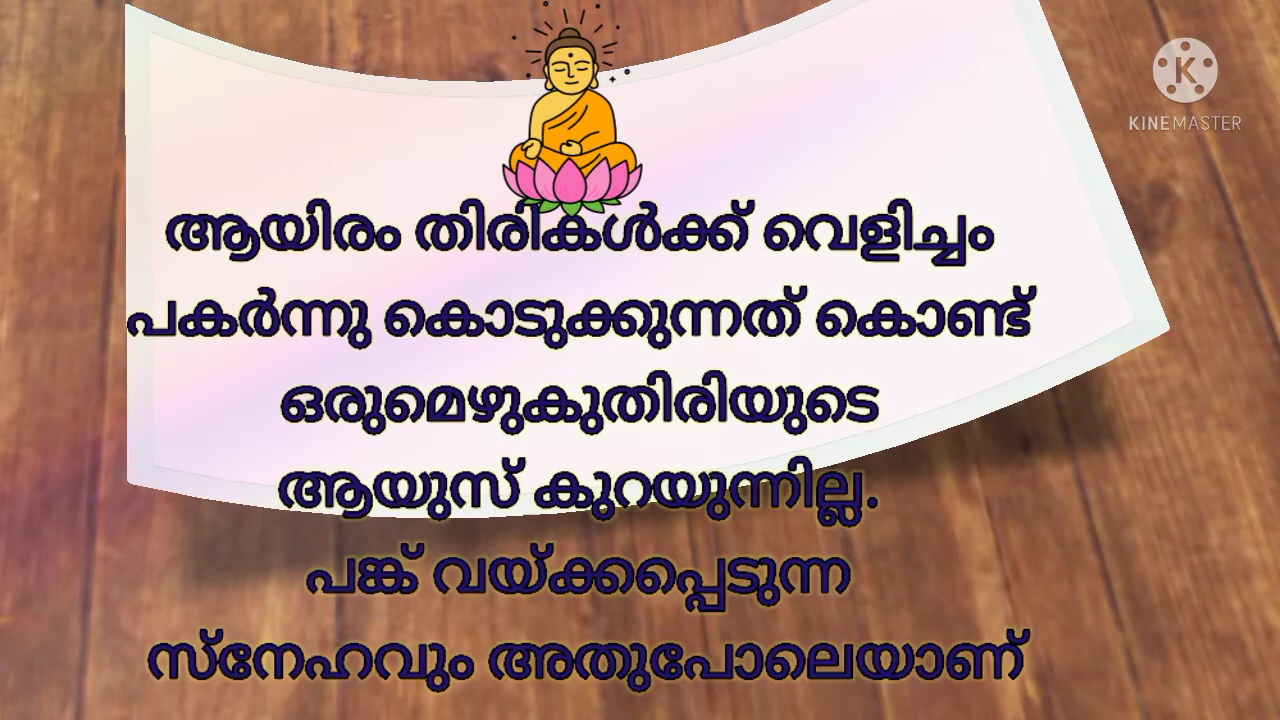 KINEMASTER
ആയിരം തിരികൾക്ക് വെളിച്ചം
പകർന്നു കൊടുക്കുന്നത് കൊണ്ട്
ഒരുമെഴുകുതിരിയുടെ
ആയുസ് കുറയുന്നില്ല.
പങ്ക് വയ്ക്കപ്പെടുന്ന
സ്നേഹവും അതുപോലെയാണ്